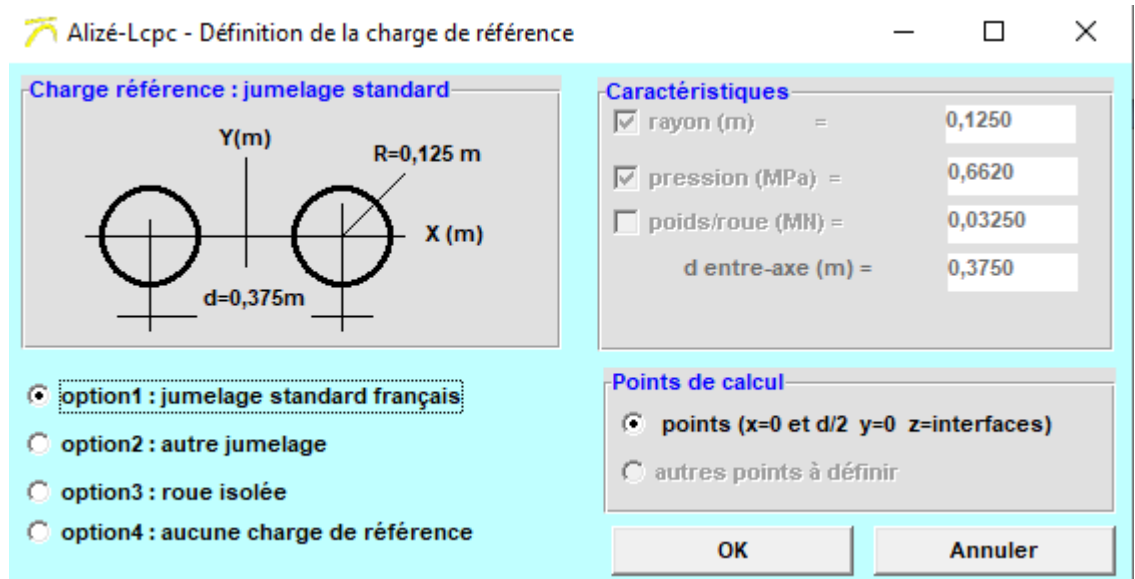 Alizé-Lcpc - Définition de la charge de référence
Charge référence : jumelage standard
Y(m)
R=0,125 m
X (m)
d=0,375m
option1 : jumelage standard français
option2 : autre jumelage
option3 : roue isolée
option4 : aucune charge de référence
Caractéristiques
rayon (m) = 0,1250
pression (MPa) = 0,6620
poids/roue (MN) = 0,03250
d entre-axe (m) = 0,3750
Points de calcul
points (x=0 et d/2 y=0 z=interfaces)
autres points à définir
OK
Annuler